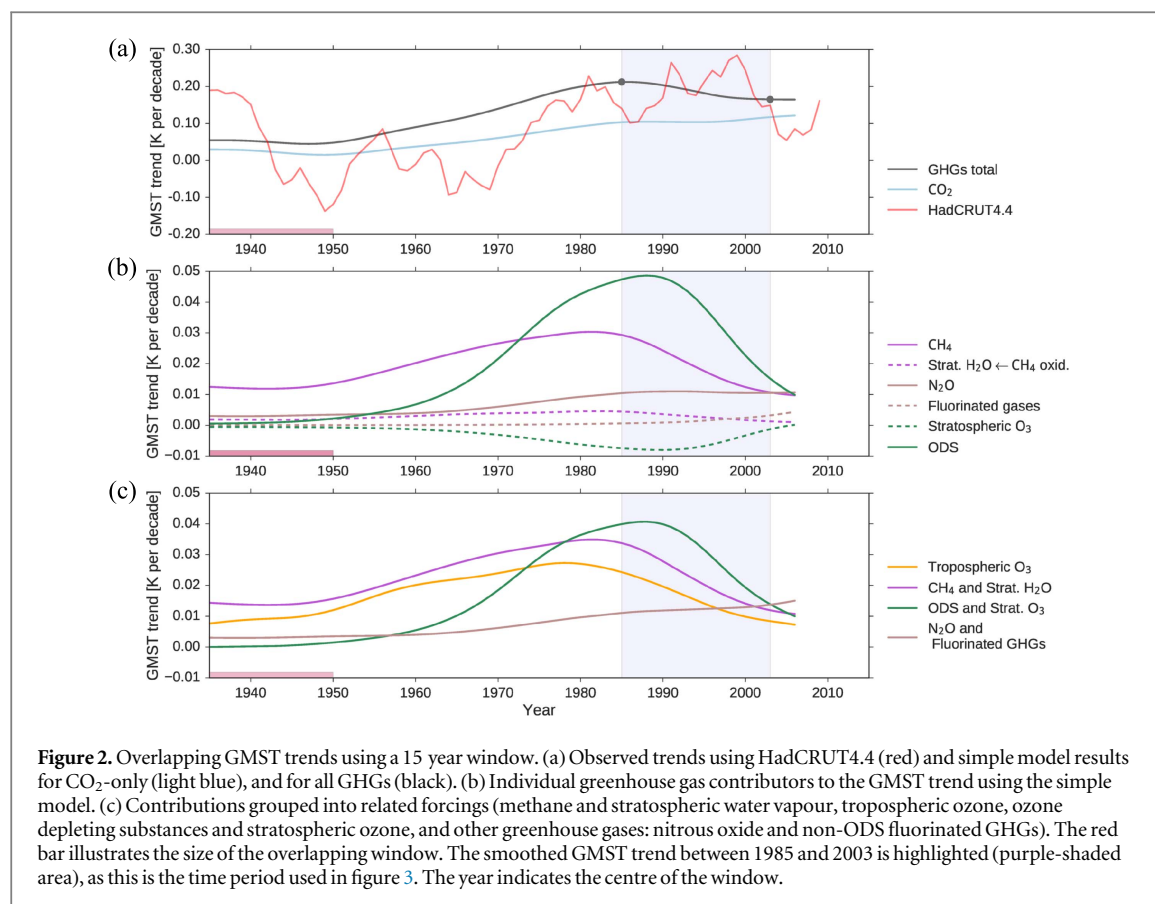 (a)
GMST trend [K per decade]
0.30
0.20
0.10
0.00
-0.10
-0.20
1940 1950 1960 1970 1980 1990 2000 2010
GHGs total
CO₂
HadCRUT4.4
(b)
GMST trend [K per decade]
0.05
0.04
0.03
0.02
0.01
0.00
−0.01
1940 1950 1960 1970 1980 1990 2000 2010
CH₄
Strat. H₂O ← CH₄ oxid.
N₂O
Fluorinated gases
Stratospheric O₃
ODS
(c)
GMST trend [K per decade]
0.05
0.04
0.03
0.02
0.01
0.00
−0.01
1940 1950 1960 1970 1980 1990 2000 2010
Year
Tropospheric O₃
CH₄ and Strat. H₂O
ODS and Strat. O₃
N₂O and
Fluorinated GHGs
Figure 2. Overlapping GMST trends using a 15 year window. (a) Observed trends using HadCRUT4.4 (red) and simple model results
for CO₂-only (light blue), and for all GHGs (black). (b) Individual greenhouse gas contributors to the GMST trend using the simple
model. (c) Contributions grouped into related forcings (methane and stratospheric water vapour, tropospheric ozone, ozone
depleting substances and stratospheric ozone, and other greenhouse gases: nitrous oxide and non-ODS fluorinated GHGs). The red
bar illustrates the size of the overlapping window. The smoothed GMST trend between 1985 and 2003 is highlighted (purple-shaded
area), as this is the time period used in figure 3. The year indicates the centre of the window.